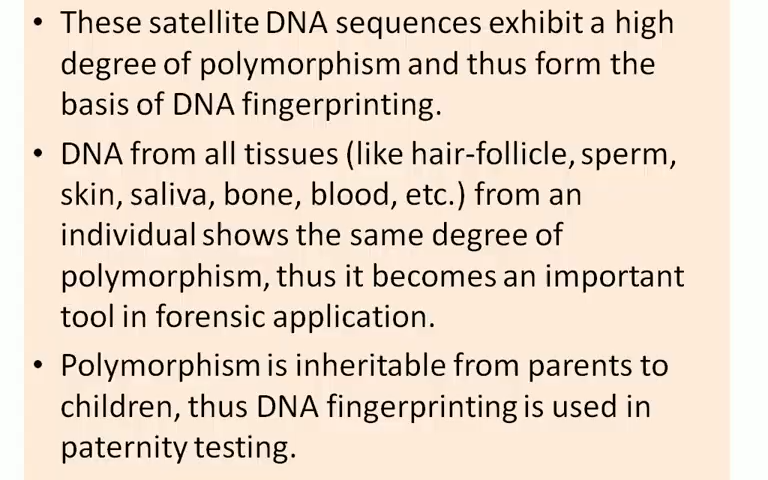 • These satellite DNA sequences exhibit a high
degree of polymorphism and thus form the
basis of DNA fingerprinting.
• DNA from all tissues (like hair-follicle, sperm,
skin, saliva, bone, blood, etc.) from an
individual shows the same degree of
polymorphism, thus it becomes an important
tool in forensic application.
• Polymorphism is inheritable from parents to
children, thus DNA fingerprinting is used in
paternity testing.